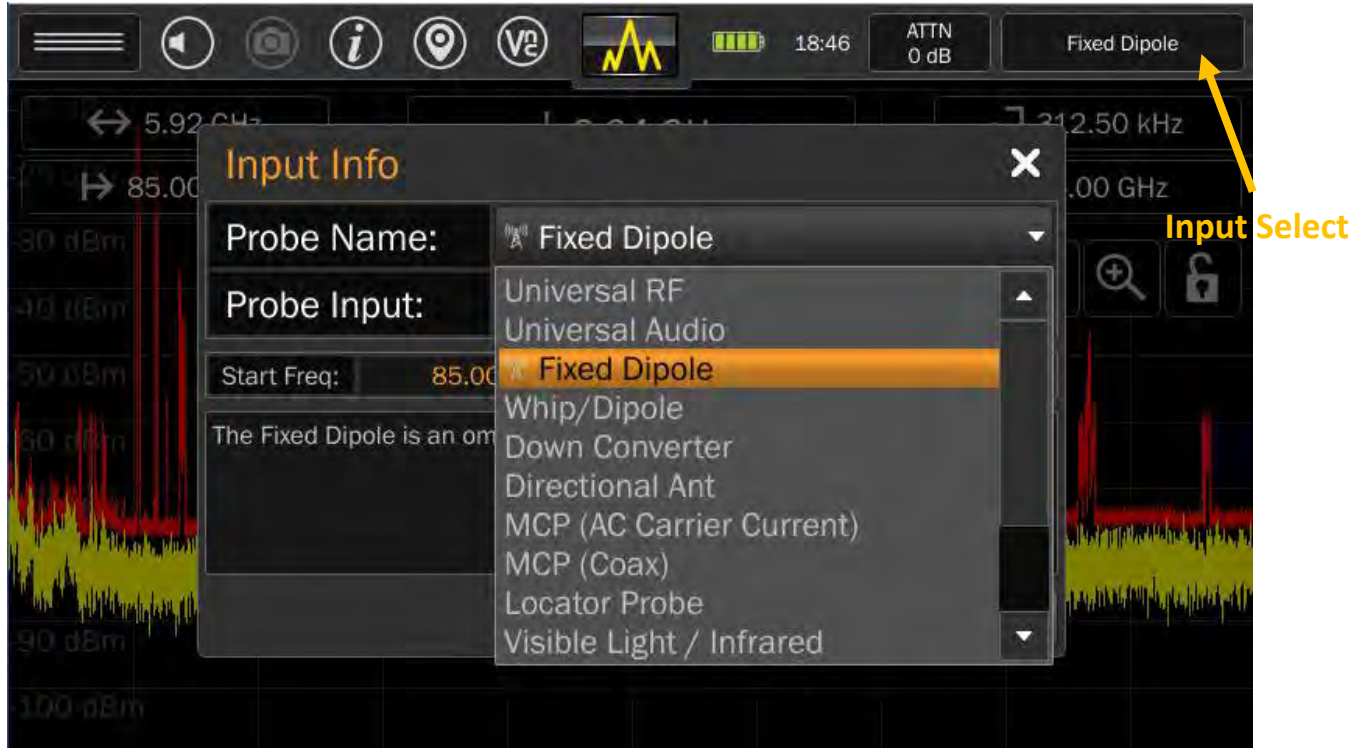 18:46
ATTN
0 dB
Fixed Dipole
5.92 GHz
312.50 kHz
85.00
.00 GHz
Input Select
Input Info
Probe Name:
Fixed Dipole
Probe Input:
Universal RF
Universal Audio
Fixed Dipole
Whip/Dipole
Down Converter
Directional Ant
MCP (AC Carrier Current)
MCP (Coax)
Locator Probe
Visible Light / Infrared
Start Freq:
85.00
The Fixed Dipole is an om
-30 dBm
-40 dBm
-50 dBm
-60 dBm
-90 dBm
-100 dBm